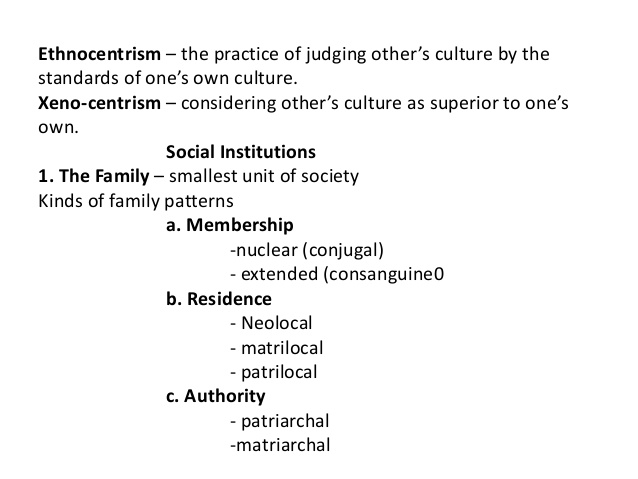 Ethnocentrism – the practice of judging other’s culture by the
standards of one’s own culture.
Xeno-centrism – considering other’s culture as superior to one’s
own.
Social Institutions
1. The Family – smallest unit of society
Kinds of family patterns
a. Membership
-nuclear (conjugal)
- extended (consanguine0
b. Residence
- Neolocal
- matrilocal
- patrilocal
c. Authority
- patriarchal
-matriarchal